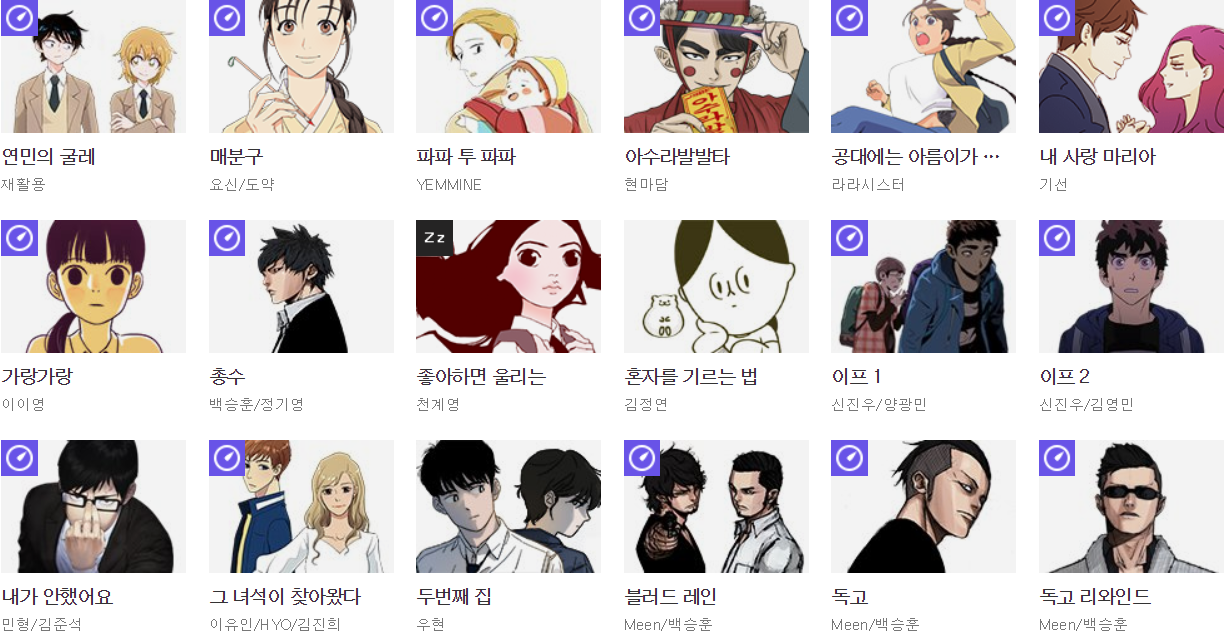 아수라발
연민의 굴레
재활용
매분구
요신/도약
파파 투 파파
YEMMINE
아수라발발타
현마담
공대에는 아름이가 …
라라시스터
내 사랑 마리아
기선
가랑가랑
이이영
총수
백승훈/정기영
Zz
좋아하면 울리는
천계영
혼자를 기르는 법
김정연
이프 1
신진우/양광민
이프 2
신진우/김영민
내가 안했어요
민형/김준석
그 녀석이 찾아왔다
이유인/HYO/김진희
두번째 집
우현
블러드 레인
Meen/백승훈
독고
Meen/백승훈
독고 리와인드
Meen/백승훈